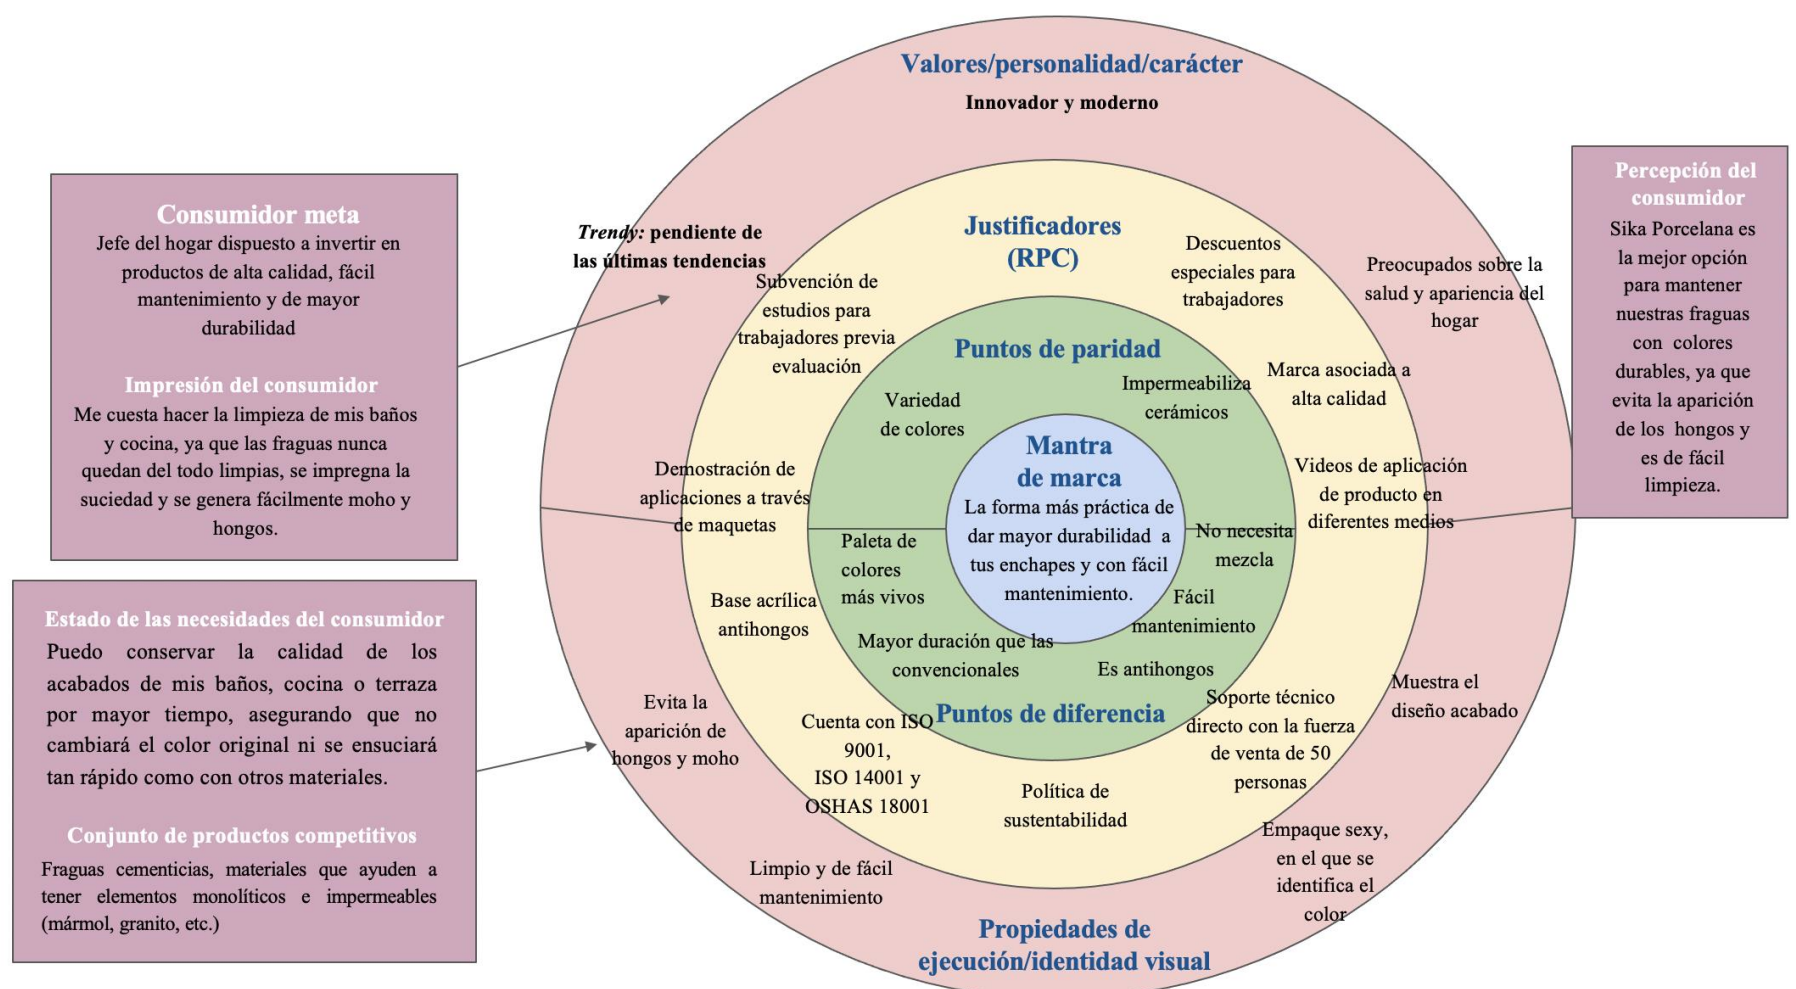 Valores/personalidad/carácter
Innovador y moderno
Consumidor meta
Jefe del hogar dispuesto a invertir en
productos de alta calidad, fácil
mantenimiento y de mayor
durabilidad
Impresión del consumidor
Me cuesta hacer la limpieza de mis baños
y cocina, ya que las fraguas nunca
quedan del todo limpias, se impregna la
suciedad y se genera fácilmente moho y
hongos.
Estado de las necesidades del consumidor
Puedo conservar la calidad de los
acabados de mis baños, cocina o terraza
por mayor tiempo, asegurando que no
cambiará el color original ni se ensuciará
tan rápido como con otros materiales.
Conjunto de productos competitivos
Fraguas cementicias, materiales que ayuden a
tener elementos monolíticos e impermeables
(mármol, granito, etc.)
Trendy: pendiente de
las últimas tendencias
Preocupados sobre la
salud y apariencia del
hogar
Justificadores
(RPC)
Subvención de
estudios para
trabajadores previa
evaluación
Descuentos
especiales para
trabajadores
Marca asociada a
alta calidad
Demostración de
aplicaciones a través
de maquetas
Videos de aplicación
de producto en
diferentes medios
Base acrílica
antihongos
Cuenta con ISO
9001,
ISO 14001 y
OSHAS 18001
Política de
sustentabilidad
Soporte técnico
directo con la fuerza
de venta de 50
personas
Puntos de paridad
Variedad
de colores
Impermeabiliza
cerámicos
Mantra
de marca
La forma más práctica de
dar mayor durabilidad a
tus enchapes y con fácil
mantenimiento.
Paleta de
colores
más vivos
No necesita
mezcla
Fácil
mantenimiento
Mayor duración que las
convencionales
Es antihongos
Puntos de diferencia
Evita la
aparición de
hongos y moho
Muestra el
diseño acabado
Limpio y de fácil
mantenimiento
Empaque sexy,
en el que se
identifica el
color
Propiedades de
ejecución/identidad visual
Percepción del
consumidor
Sika Porcelana es
la mejor opción
para mantener
nuestras fraguas
con colores
durables, ya que
evita la aparición
de los hongos y
es de fácil
limpieza.